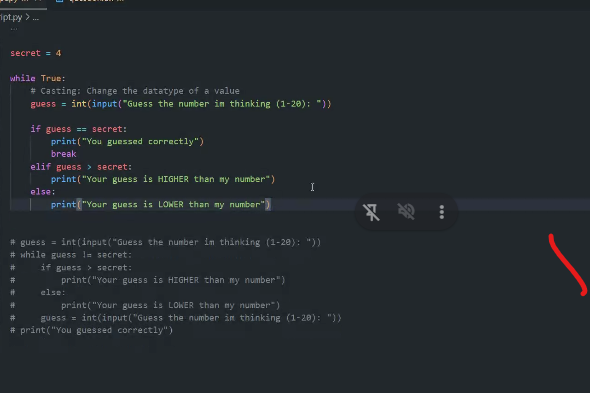 ipt.py > ...
...
secret = 4
while True:
# Casting: Change the datatype of a value
guess = int(input("Guess the number im thinking (1-20): "))
if guess == secret:
print("You guessed correctly")
break
elif guess > secret:
print("Your guess is HIGHER than my number")
else:
print("Your guess is LOWER than my number")
# guess = int(input("Guess the number im thinking (1-20): "))
# while guess != secret:
# if guess > secret:
# print("Your guess is HIGHER than my number")
# else:
# print("Your guess is LOWER than my number")
# guess = int(input("Guess the number im thinking (1-20): "))
# print("You guessed correctly")